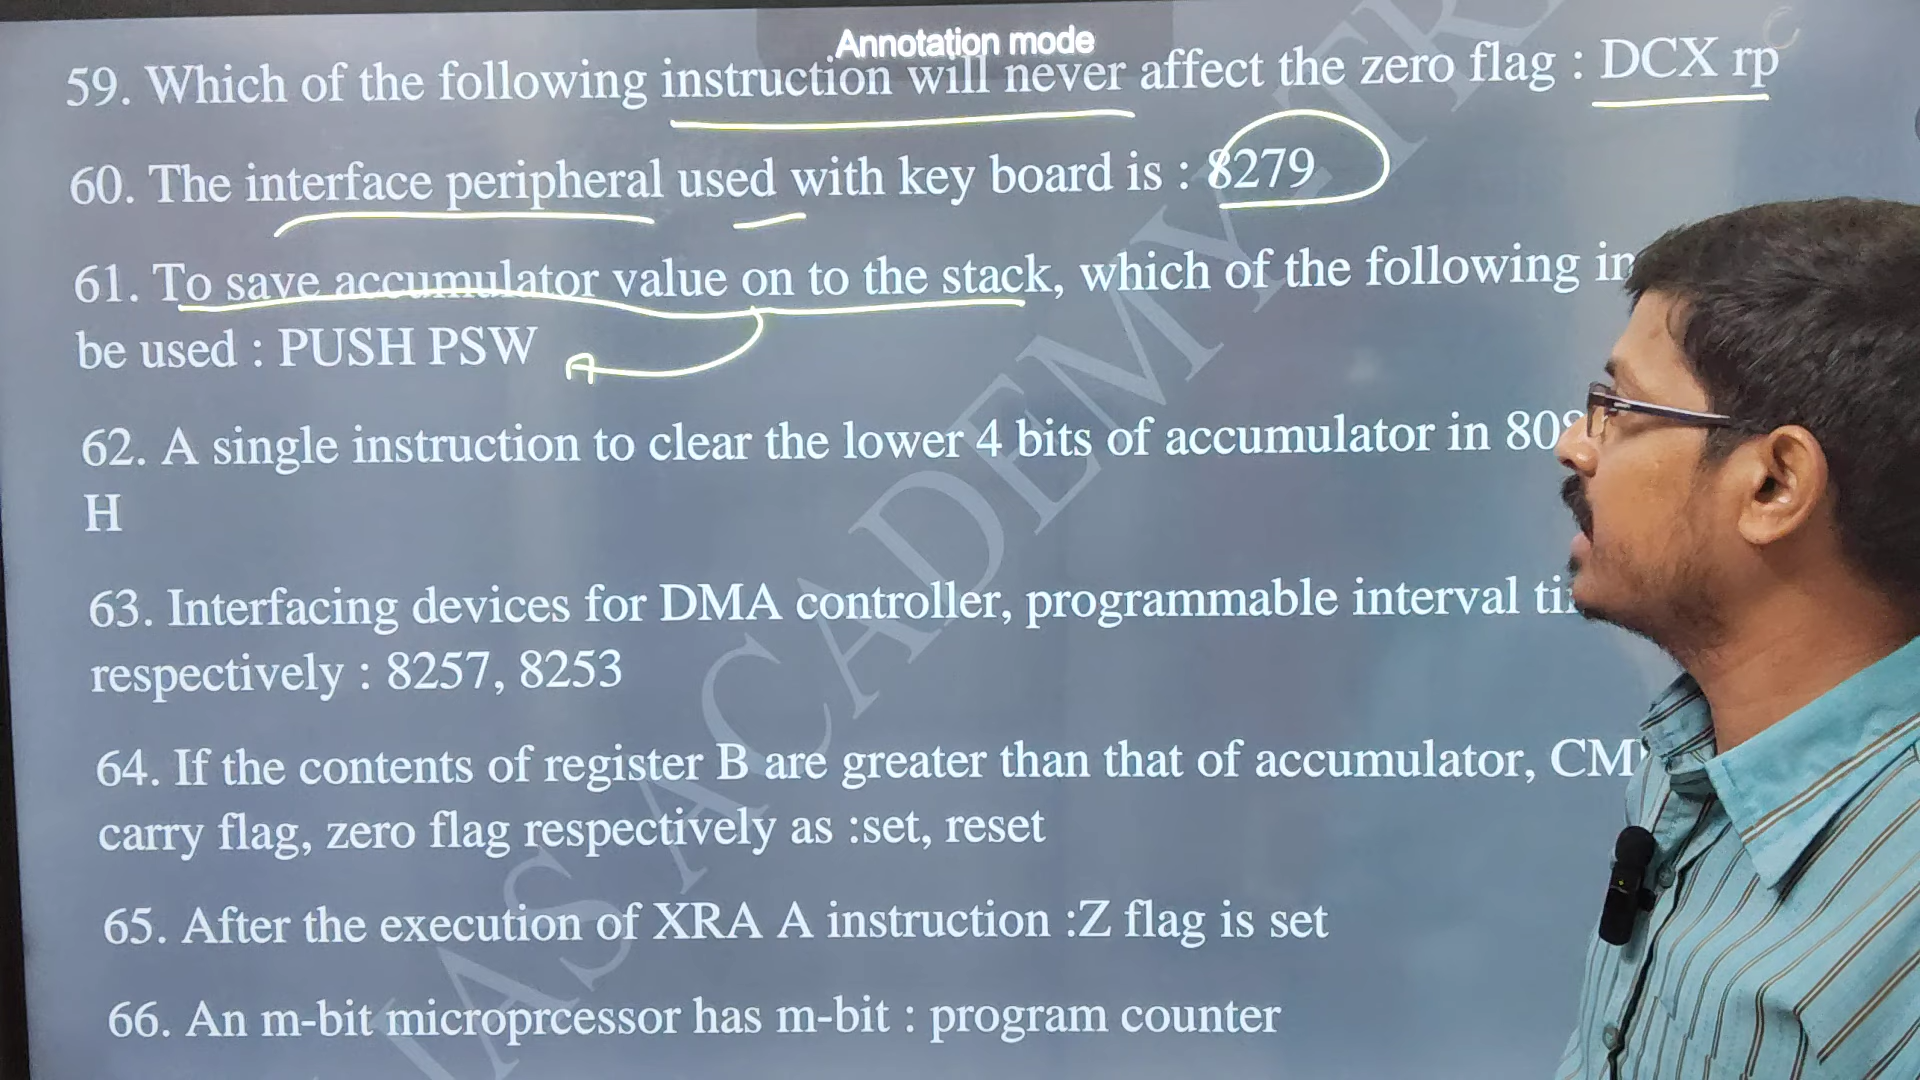 Annotation mode
59. Which of the following instruction will never affect the zero flag : DCX rp
60. The interface peripheral used with key board is : 8279
61. To save accumulator value on to the stack, which of the following
be used : PUSH PSW
62. A single instruction to clear the lower 4 bits of accumulator in
H
63. Interfacing devices for DMA controller, programmable interval
respectively : 8257, 8253
64. If the contents of register B are greater than that of accumulator,
carry flag, zero flag respectively as :set, reset
65. After the execution of XRA A instruction :Z flag is set
66. An m-bit microprcessor has m-bit : program counter
IAS ACADEMY